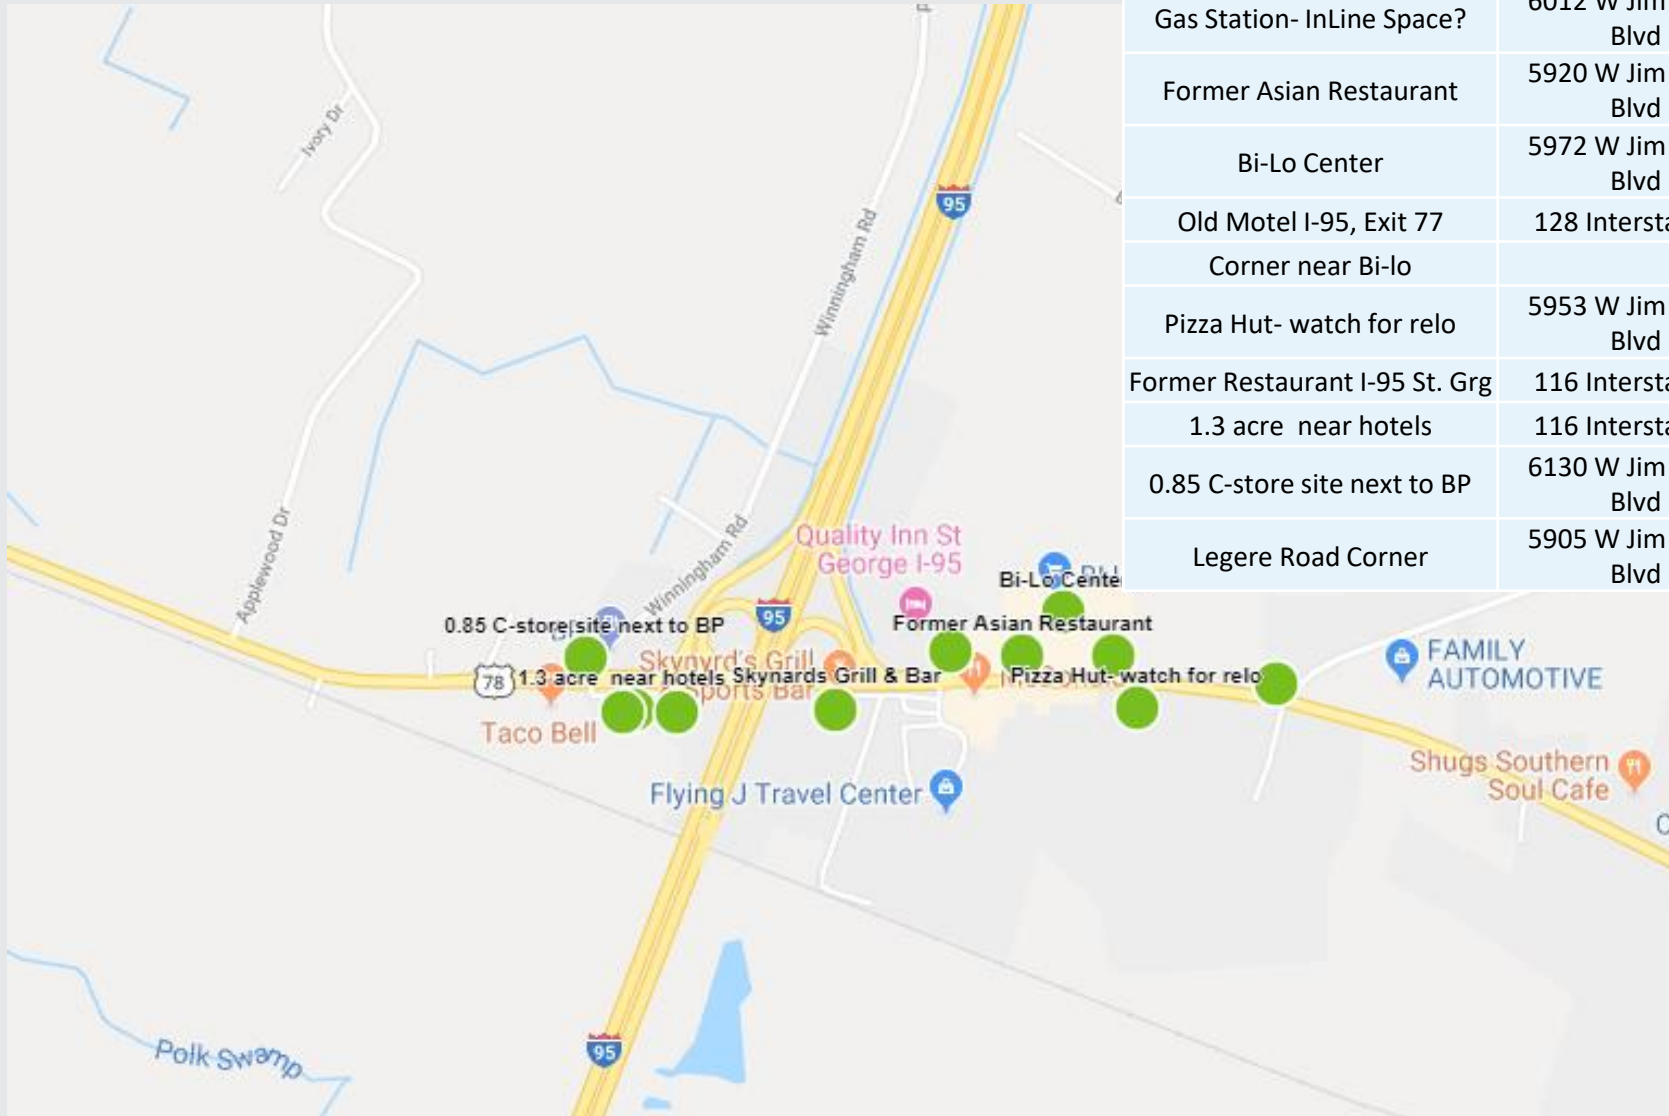 Gas Station- InLine Space?
6012 W Jim
Blvd
Former Asian Restaurant
5920 W Jim
Blvd
Bi-Lo Center
5972 W Jim
Blvd
Old Motel I-95, Exit 77
128 Intersta
Corner near Bi-lo
Pizza Hut- watch for relo
5953 W Jim
Blvd
Former Restaurant I-95 St. Grg
116 Intersta
1.3 acre near hotels
116 Intersta
0.85 C-store site next to BP
6130 W Jim
Blvd
Legere Road Corner
5905 W Jim
Blvd
Ivory Dr
Winningham Rd
95
Applewood Dr
Winningham Rd
Quality Inn St
George I-95
Bi-Lo Cente
95
0.85 C-store site next to BP
Former Asian Restaurant
Skynyrd's Grill
Sports Bar
78
1.3 acre near hotels
Skynards Grill & Bar
Pizza Hut- watch for relo
FAMILY
AUTOMOTIVE
Taco Bell
Flying J Travel Center
Shugs Southern
Soul Cafe
95
Polk Swamp